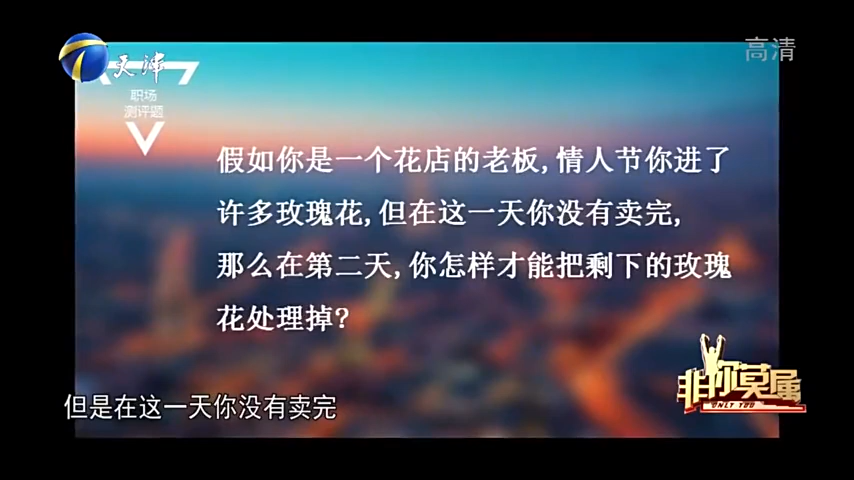 天津
高清
职场
测评题
假如你是一个花店的老板,情人节你进了
许多玫瑰花,但在这一天你没有卖完,
那么在第二天,你怎样才能把剩下的玫瑰
花处理掉?
非你莫属
ONLY YOU
但是在这一天你没有卖完